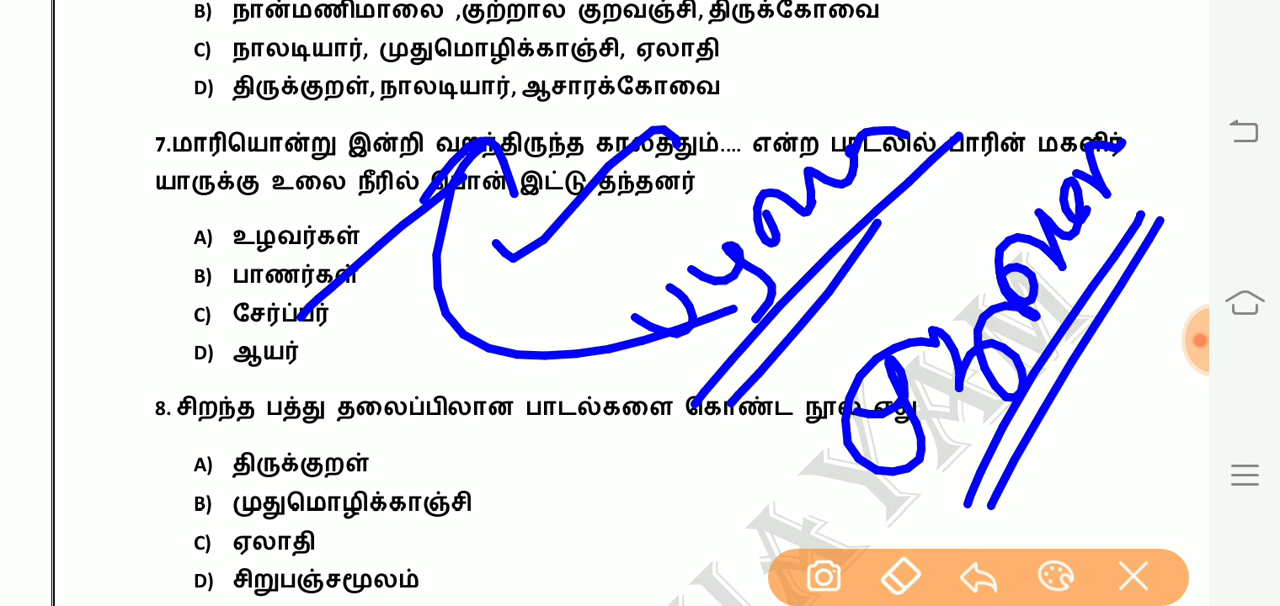 B) நான்மணிமாலை ,குற்றால குறவஞ்சி, திருக்கோவை
C) நாலடியார், முதுமொழிக்காஞ்சி, ஏலாதி
D) திருக்குறள், நாலடியார், ஆசாரக்கோவை
7.மாரியொன்று இன்றி வறந்திருந்த காலத்தும்.... என்ற பாடலில் பாரின் மகளிர்
யாருக்கு உலை நீரில் பொன் இட்டு தந்தனர்
A) உழவர்கள்
B) பாணர்கள்
C) சேர்ப்பர்
D) ஆயர்
8. சிறந்த பத்து தலைப்பிலான பாடல்களை கொண்ட நூல் எது
A) திருக்குறள்
B) முதுமொழிக்காஞ்சி
C) ஏலாதி
D) சிறுபஞ்சமூலம்